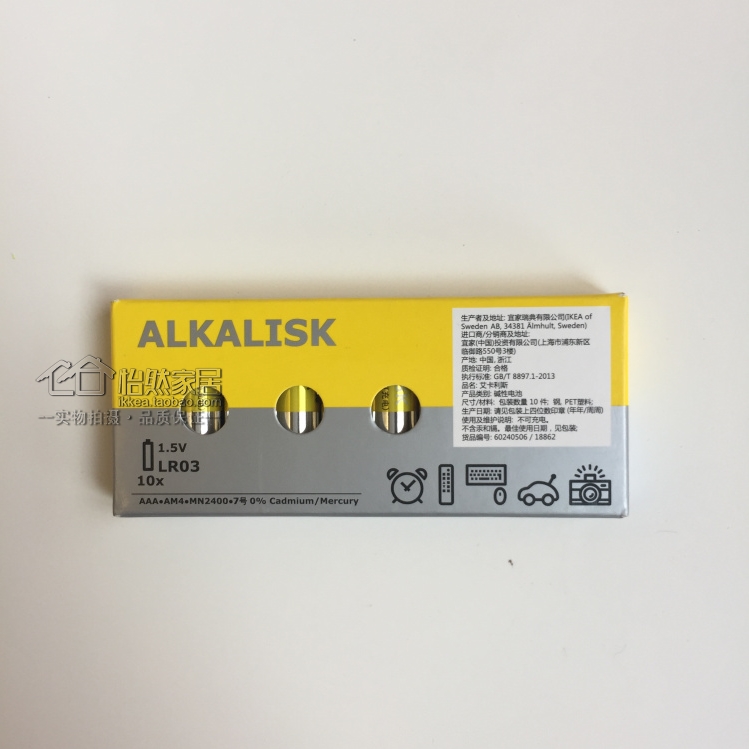 ALKALISK
怡然家居
ikkea.taobao.com
实物拍摄·品质保证
1.5V
LR03
10x
AAA•AM4•MN2400•7号 0% Cadmium/Mercury
生产者及地址: 宜家瑞典有限公司(IKEA of
Sweden AB, 34381 Älmhult, Sweden)
进口商/分销商及地址:
宜家(中国)投资有限公司(上海市浦东新区
临御路550号3楼)
产地: 中国, 浙江
质检证明: 合格
执行标准: GB/T 8897.1-2013
品名: 艾卡利斯
产品类别: 碱性电池
尺寸/材料: 包装数量 10 件; 钢, PET塑料;
生产日期: 请见包装上四位数印章 (年年/周周)
使用及维护说明: 不可充电。
不含汞和镉。最佳使用日期，见包装;
货品编号: 60240506 / 18862